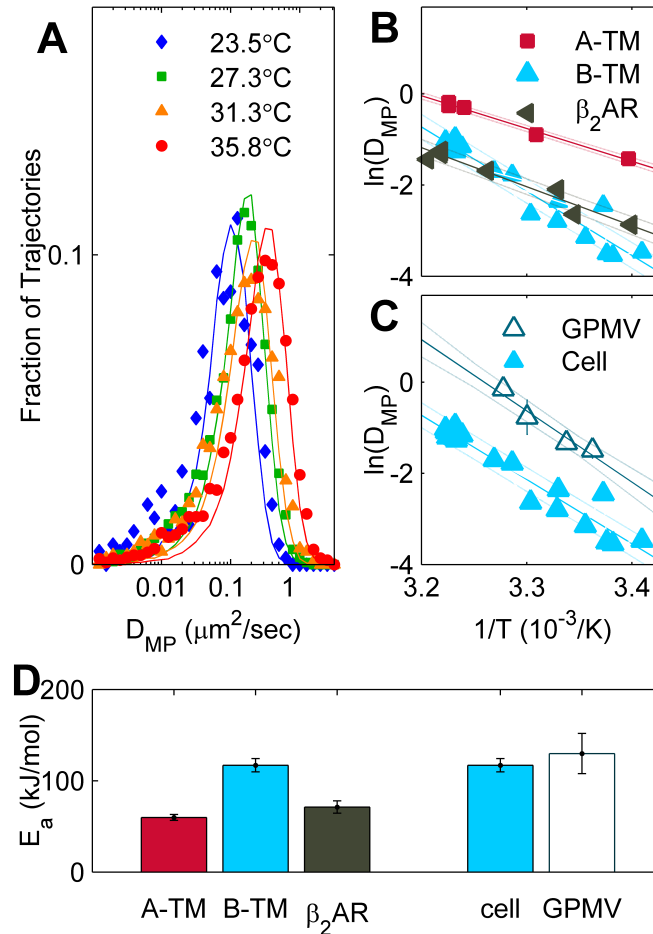 A
23.5°C
27.3°C
31.3°C
35.8°C
Fraction of Trajectories
0.1
0
0.01
0.1
1
D_MP (μm²/sec)
B
A-TM
B-TM
β₂AR
ln(D_MP)
0
-2
-4
C
GPMV
Cell
ln(D_MP)
0
-2
-4
3.2
3.3
3.4
1/T (10⁻³/K)
D
200
100
0
E_a (kJ/mol)
A-TM
B-TM
β₂AR
cell
GPMV